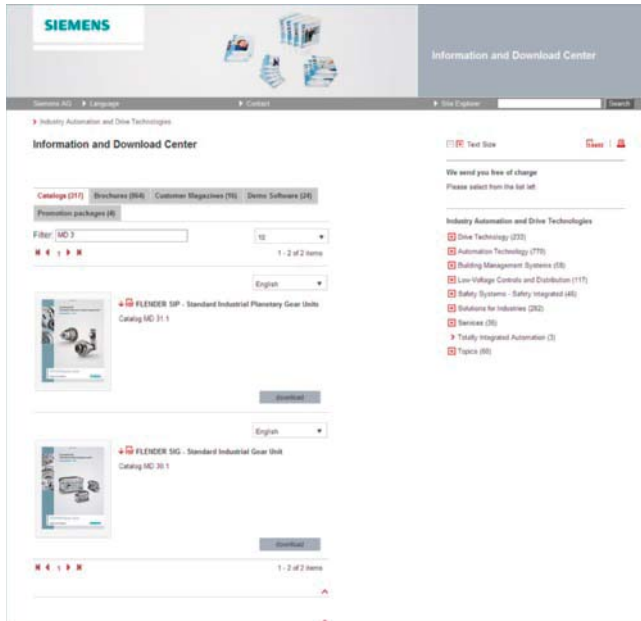 SIEMENS
Information and Download Center
Siemens AG Language Contact Site Explorer Search
Industry Automation and Drive Technologies
Information and Download Center
Text Size
We send you free of charge
Please select from the list left
Catalogs (217) Brochures (864) Customer Magazines (16) Demo Software (24)
Promotion packages (4)
Filter: MD 3
10
1
1 - 2 of 2 items
English
FLENDER SIP - Standard Industrial Planetary Gear Units
Catalog MD 31.1
download
English
FLENDER SIG - Standard Industrial Gear Unit
Catalog MD 30.1
download
1
1 - 2 of 2 items
Industry Automation and Drive Technologies
Drive Technology (233)
Automation Technology (770)
Building Management Systems (58)
Low-Voltage Controls and Distribution (117)
Safety Systems - Safety Integrated (46)
Solutions for Industries (282)
Services (36)
Totally Integrated Automation (3)
Topics (68)